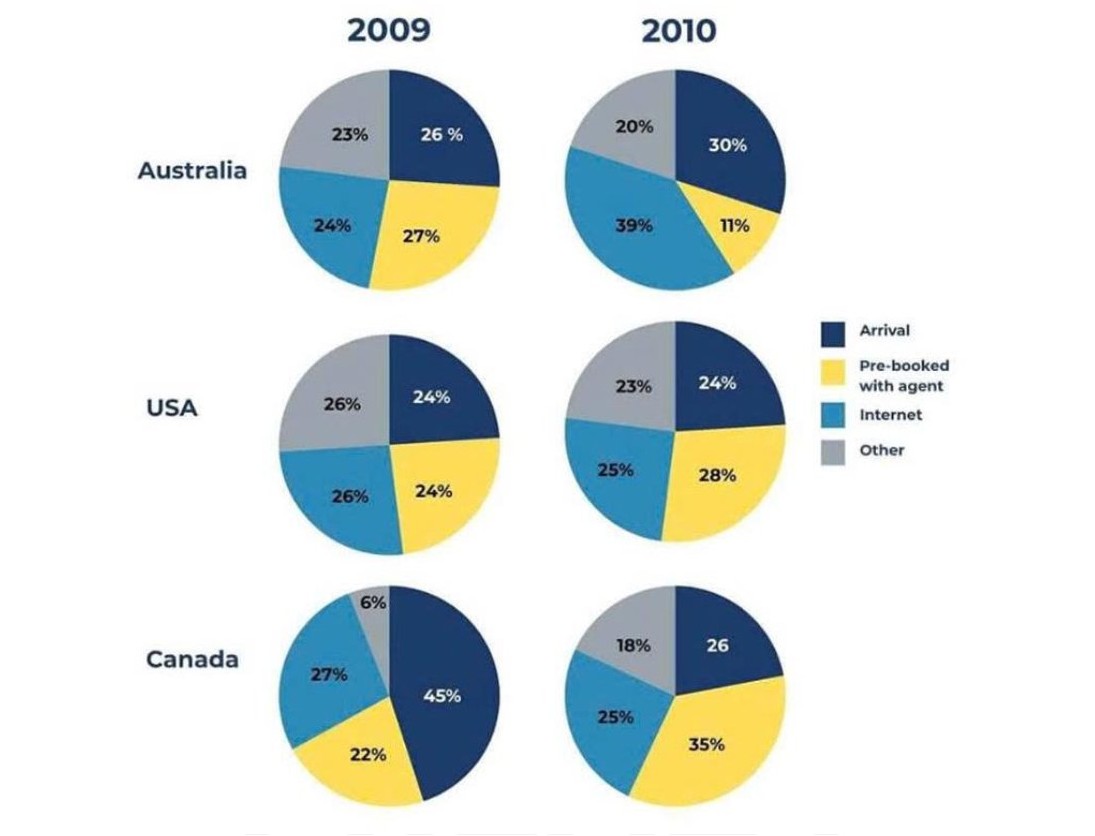 2009 2010
Australia
23% 26 %
24% 27%
20% 30%
39% 11%
USA
26% 24%
26% 24%
23% 24%
25% 28%
Arrival
Pre-booked
with agent
Internet
Other
Canada
6%
27% 45%
22%
18% 26
25% 35%